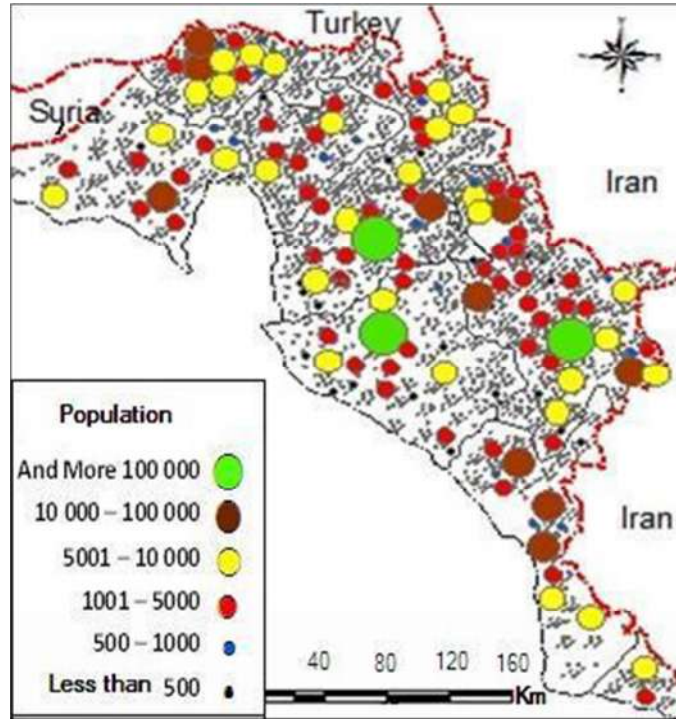 Turkey
Syria
Iran
Population
And More 100 000
10 000 – 100 000
5001 – 10 000
1001 – 5000
500 – 1000
Less than 500
Iran
40 80 120 160
Km